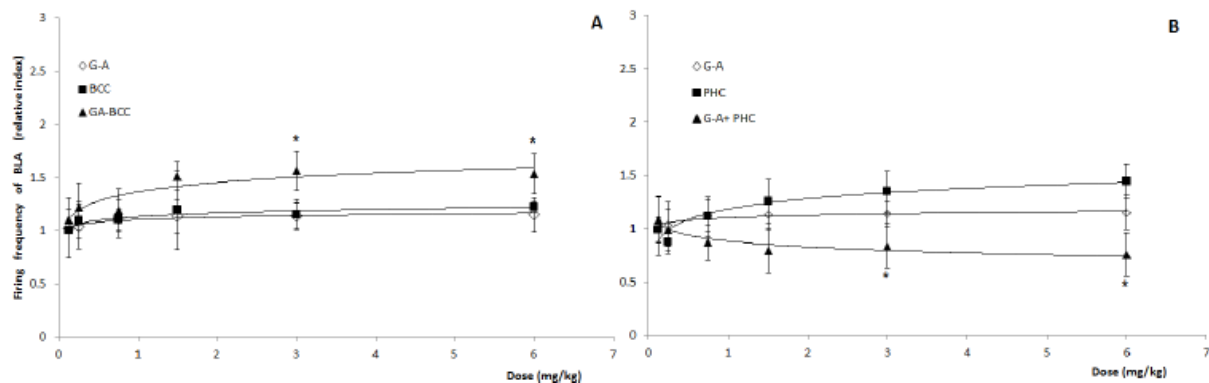 A
G-A
BCC
GA-BCC
Firing frequency of BLA (relative index)
3
2.5
2
1.5
1
0.5
0
* *
0 1 2 3 4 5 6 7
Dose (mg/kg)
B
G-A
PHC
G-A+ PHC
3
2.5
2
1.5
1
0.5
0
* *
0 1 2 3 4 5 6 7
Dose (mg/kg)